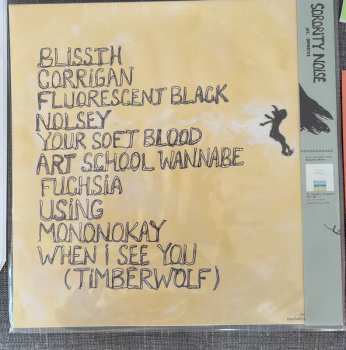 BLISSTH
CORRIGAN
FLUORESCENT BLACK
NOLSEY
YOUR SOFT BLOOD
ART SCHOOL WANNABE
FUCHSIA
USING
MONONOKAY
WHEN I SEE YOU
(TIMBERWOLF)
SORORITY NOISE